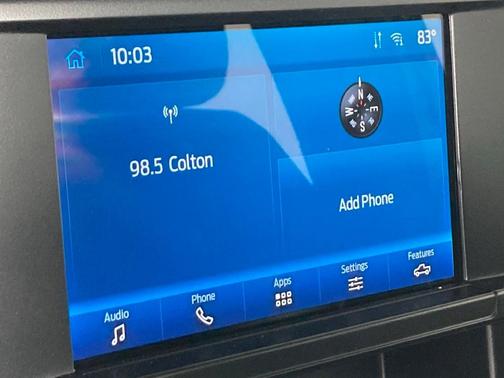 10:03
83°
98.5 Colton
N
W E
S
Add Phone
Audio
Phone
Apps
Settings
Features